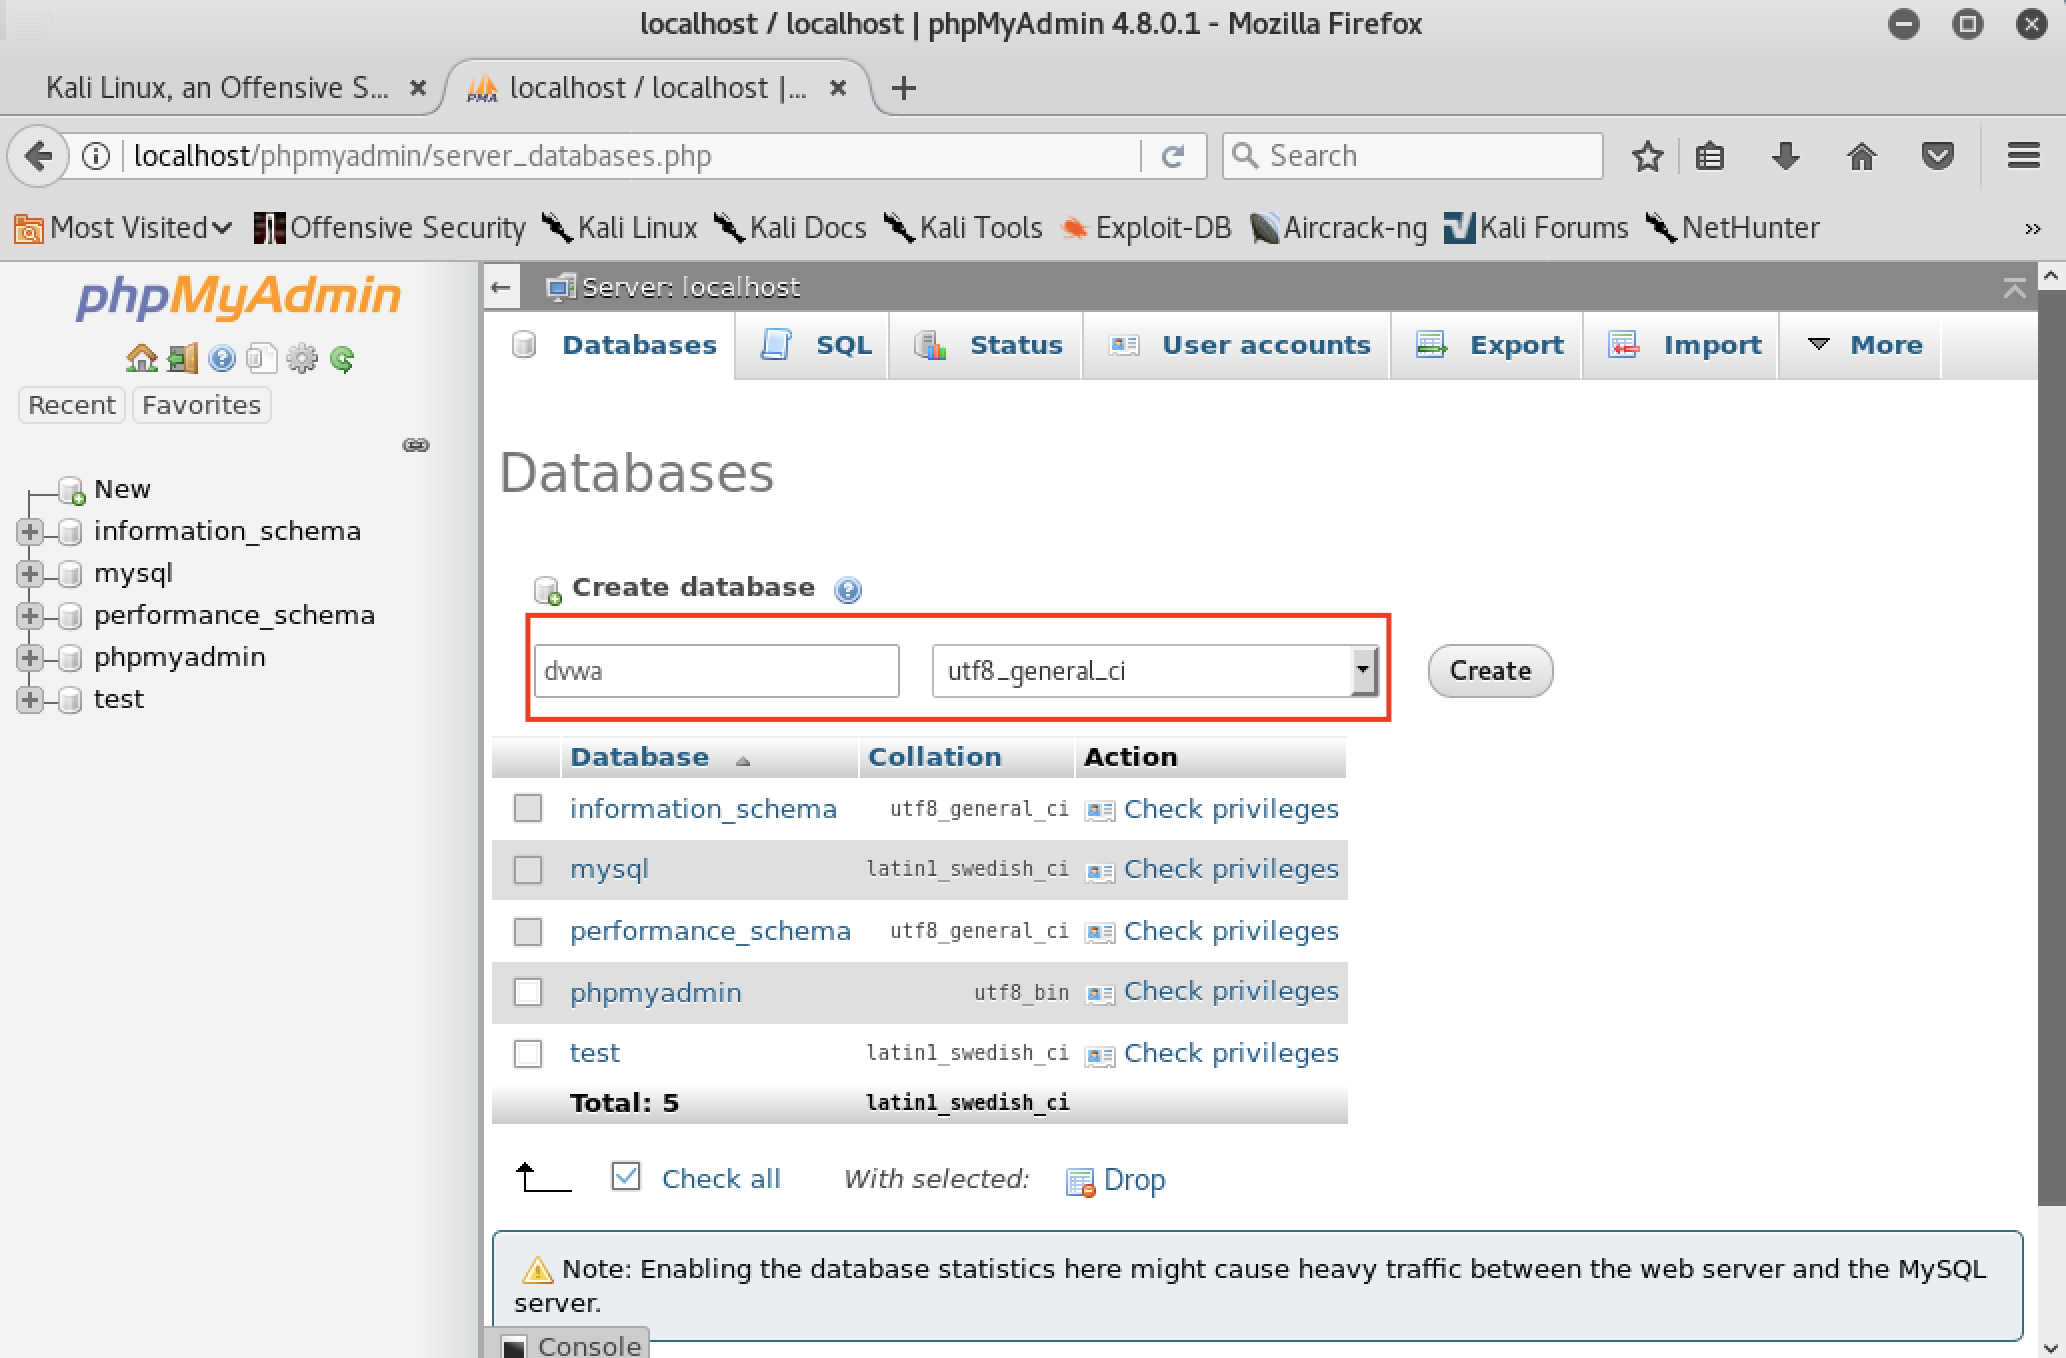 localhost / localhost | phpMyAdmin 4.8.0.1 - Mozilla Firefox
Kali Linux, an Offensive S... localhost / localhost |...
PMA
localhost/phpmyadmin/server_databases.php Search
Most Visited Offensive Security Kali Linux Kali Docs Kali Tools Exploit-DB Aircrack-ng Kali Forums NetHunter »
phpMyAdmin
Recent Favorites
New
information_schema
mysql
performance_schema
phpmyadmin
test
Server: localhost
Databases SQL Status User accounts Export Import More
Databases
Create database
dvwa utf8_general_ci Create
Database Collation Action
information_schema utf8_general_ci Check privileges
mysql latin1_swedish_ci Check privileges
performance_schema utf8_general_ci Check privileges
phpmyadmin utf8_bin Check privileges
test latin1_swedish_ci Check privileges
Total: 5 latin1_swedish_ci
Check all With selected: Drop
Note: Enabling the database statistics here might cause heavy traffic between the web server and the MySQL
server.
Console